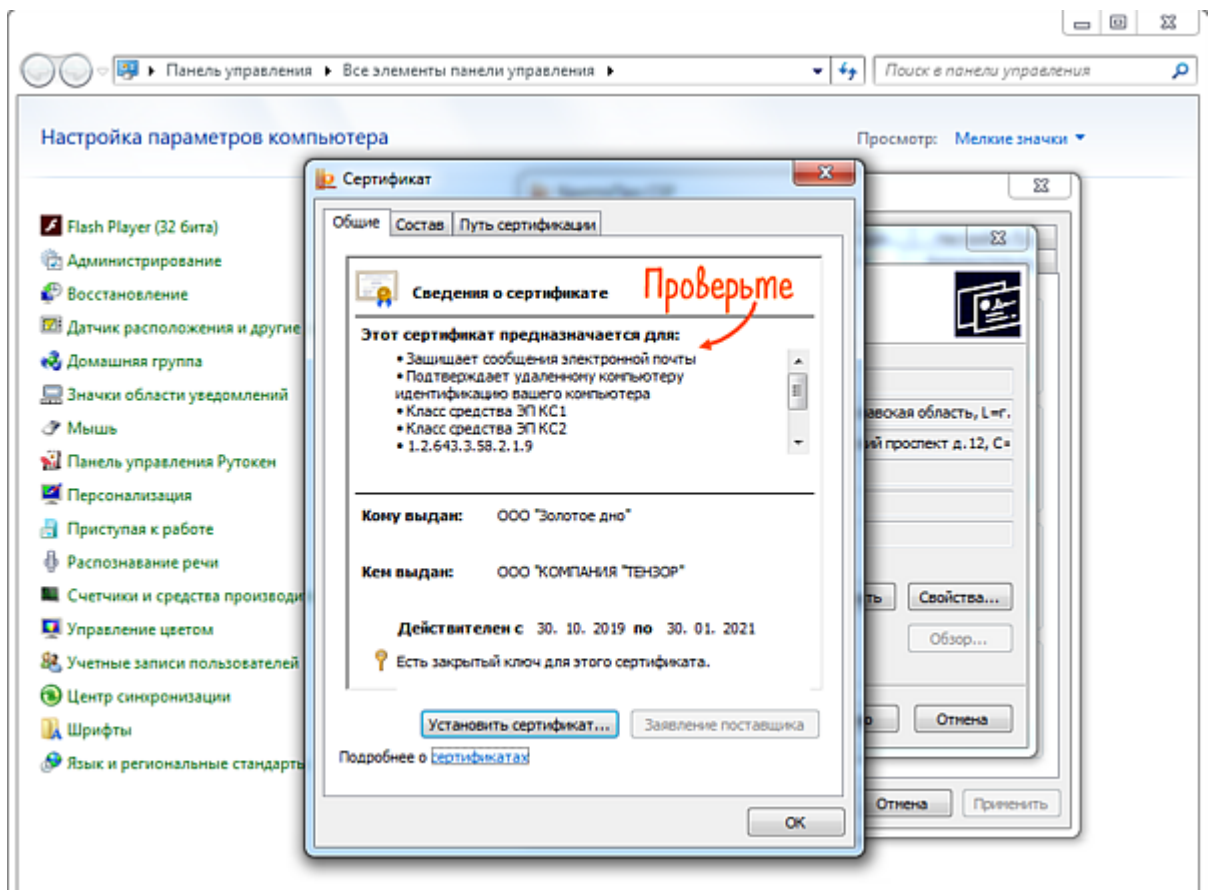 Панель управления ▸ Все элементы панели управления ▸
Поиск в панели управления
Настройка параметров компьютера
Просмотр: Мелкие значки
Flash Player (32 бита)
Администрирование
Восстановление
Датчик расположения и другие
Домашняя группа
Значки области уведомлений
Мышь
Панель управления Рутокен
Персонализация
Приступая к работе
Распознавание речи
Счетчики и средства производи
Управление цветом
Учетные записи пользователей
Центр синхронизации
Шрифты
Язык и региональные стандарты
Сертификат
Общие Состав Путь сертификации
Сведения о сертификате
Проверьте
Этот сертификат предназначается для:
• Защищает сообщения электронной почты
• Подтверждает удаленному компьютеру
идентификацию вашего компьютера
• Класс средства ЭП КС1
• Класс средства ЭП КС2
• 1.2.643.3.58.2.1.9
Кому выдан: ООО "Золотое дно"
Кем выдан: ООО "КОМПАНИЯ "ТЕНЗОР"
Действителен с 30. 10. 2019 по 30. 01. 2021
Есть закрытый ключ для этого сертификата.
Установить сертификат... Заявление поставщика
Подробнее о сертификатах
OK
область, L=г.
проспект д.12, С=
Свойства...
Обзор...
Отмена
Отмена Применить